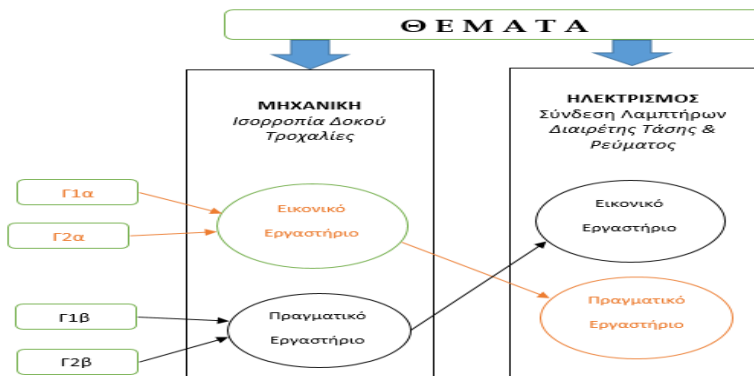 Θ Ε Μ Α Τ Α
ΜΗΧΑΝΙΚΗ
Ισορροπία Δοκού
Τροχαλίες
ΗΛΕΚΤΡΙΣΜΟΣ
Σύνδεση Λαμπτήρων
Διαιρέτης Τάσης &
Ρεύματος
Γ1α
Γ2α
Γ1β
Γ2β
Εικονικό
Εργαστήριο
Πραγματικό
Εργαστήριο
Εικονικό
Εργαστήριο
Πραγματικό
Εργαστήριο